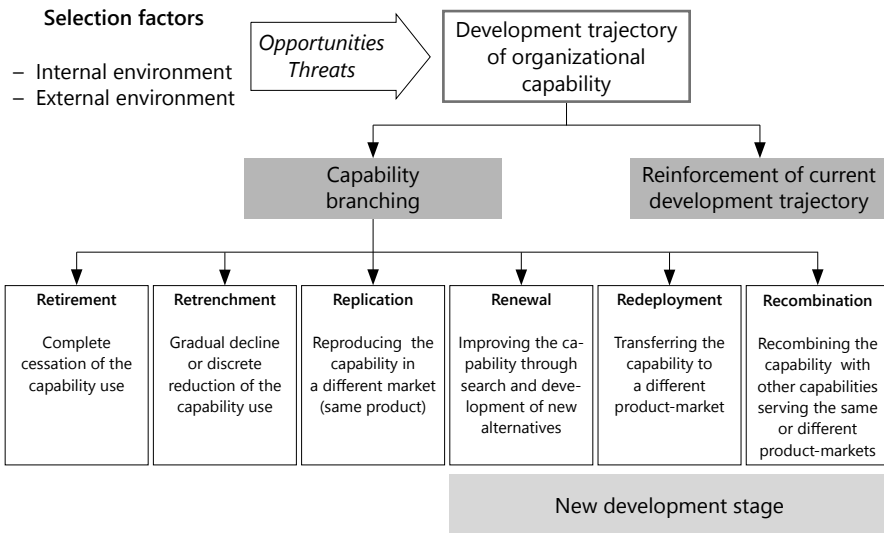 Selection factors
– Internal environment
– External environment
Opportunities
Threats
Development trajectory
of organizational
capability
Capability
branching
Reinforcement of current
development trajectory
Retirement
Complete
cessation of the
capability use
Retrenchment
Gradual decline
or discrete
reduction of the
capability use
Replication
Reproducing the
capability in
a different market
(same product)
Renewal
Improving the ca-
pability through
search and deve-
lopment of new
alternatives
Redeployment
Transferring the
capability to
a different
product-market
Recombination
Recombining the
capability with
other capabilities
serving the same
or different
product-markets
New development stage